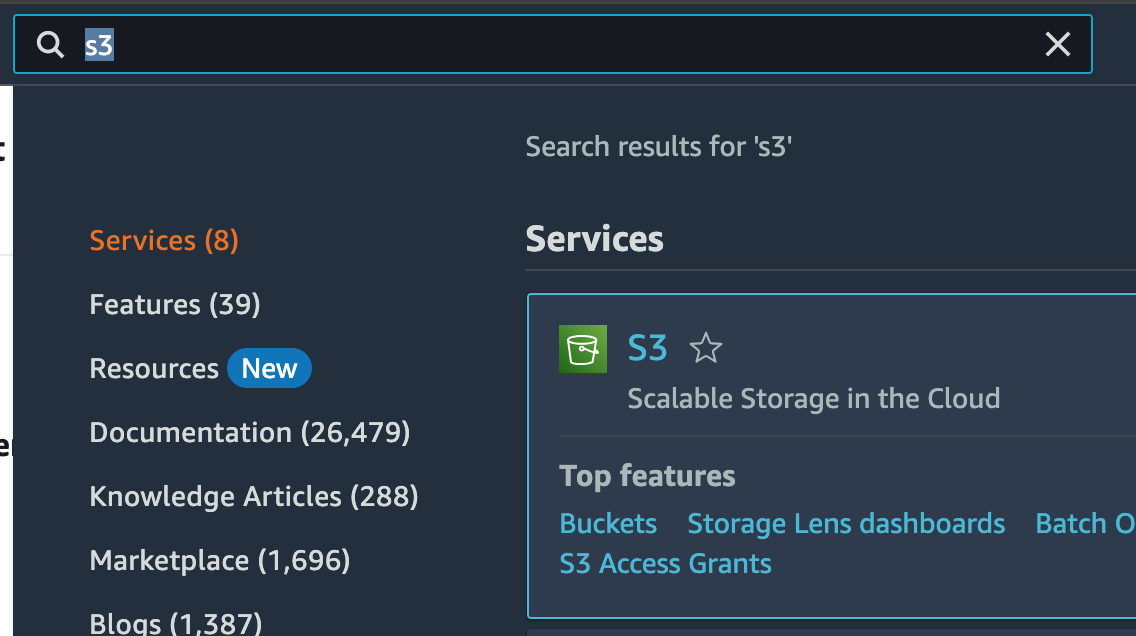 s3
Search results for 's3'
Services (8)
Features (39)
Resources New
Documentation (26,479)
Knowledge Articles (288)
Marketplace (1,696)
Blogs (1,387)
Services
S3
Scalable Storage in the Cloud
Top features
Buckets Storage Lens dashboards Batch O
S3 Access Grants